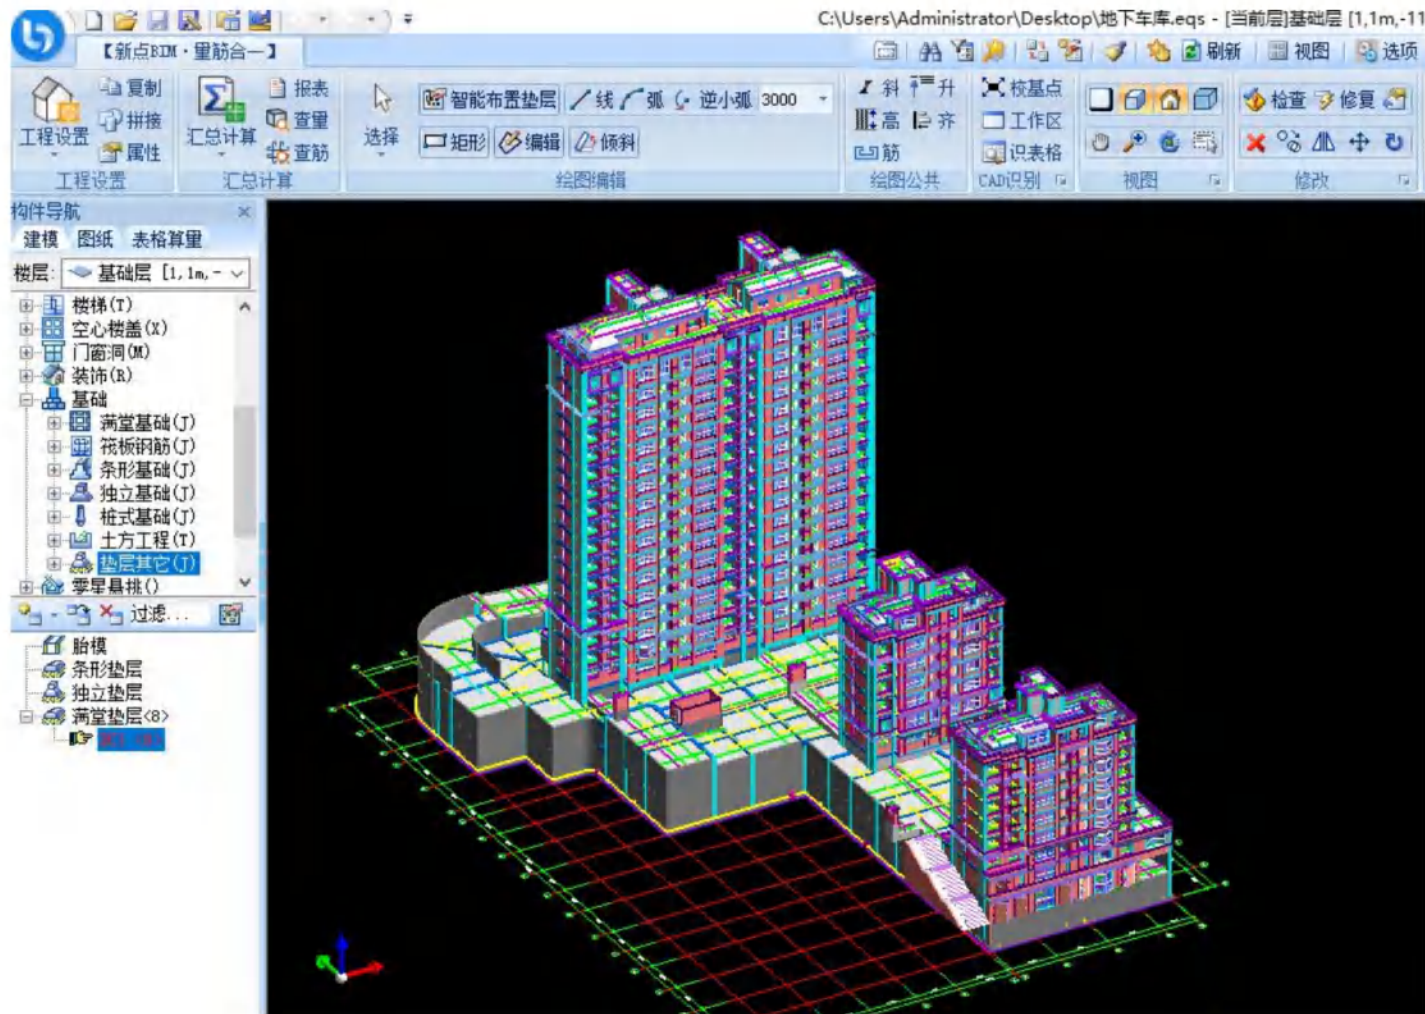 C:\Users\Administrator\Desktop\地下车库.eqs - [当前层]基础层 [1,1m,-11
【新点BIM·量筋合一】
刷新 视图 选项
工程设置 复制 拼接 属性
汇总计算 报表 查量 查筋
选择 智能布置垫层 线 弧 逆小弧 3000
矩形 编辑 倾斜
斜 升 高 齐 筋
校基点 工作区 识表格
检查 修复
工程设置 汇总计算 绘图编辑 绘图公共 CAD识别 视图 修改
构件导航
建模 图纸 表格算量
楼层: 基础层 [1,1m,-
楼梯(T)
空心楼盖(X)
门窗洞(M)
装饰(R)
基础
满堂基础(J)
筏板钢筋(J)
条形基础(J)
独立基础(J)
桩式基础(J)
土方工程(T)
垫层其它(J)
零星悬挑()
过滤...
胎模
条形垫层
独立垫层
满堂垫层<8>